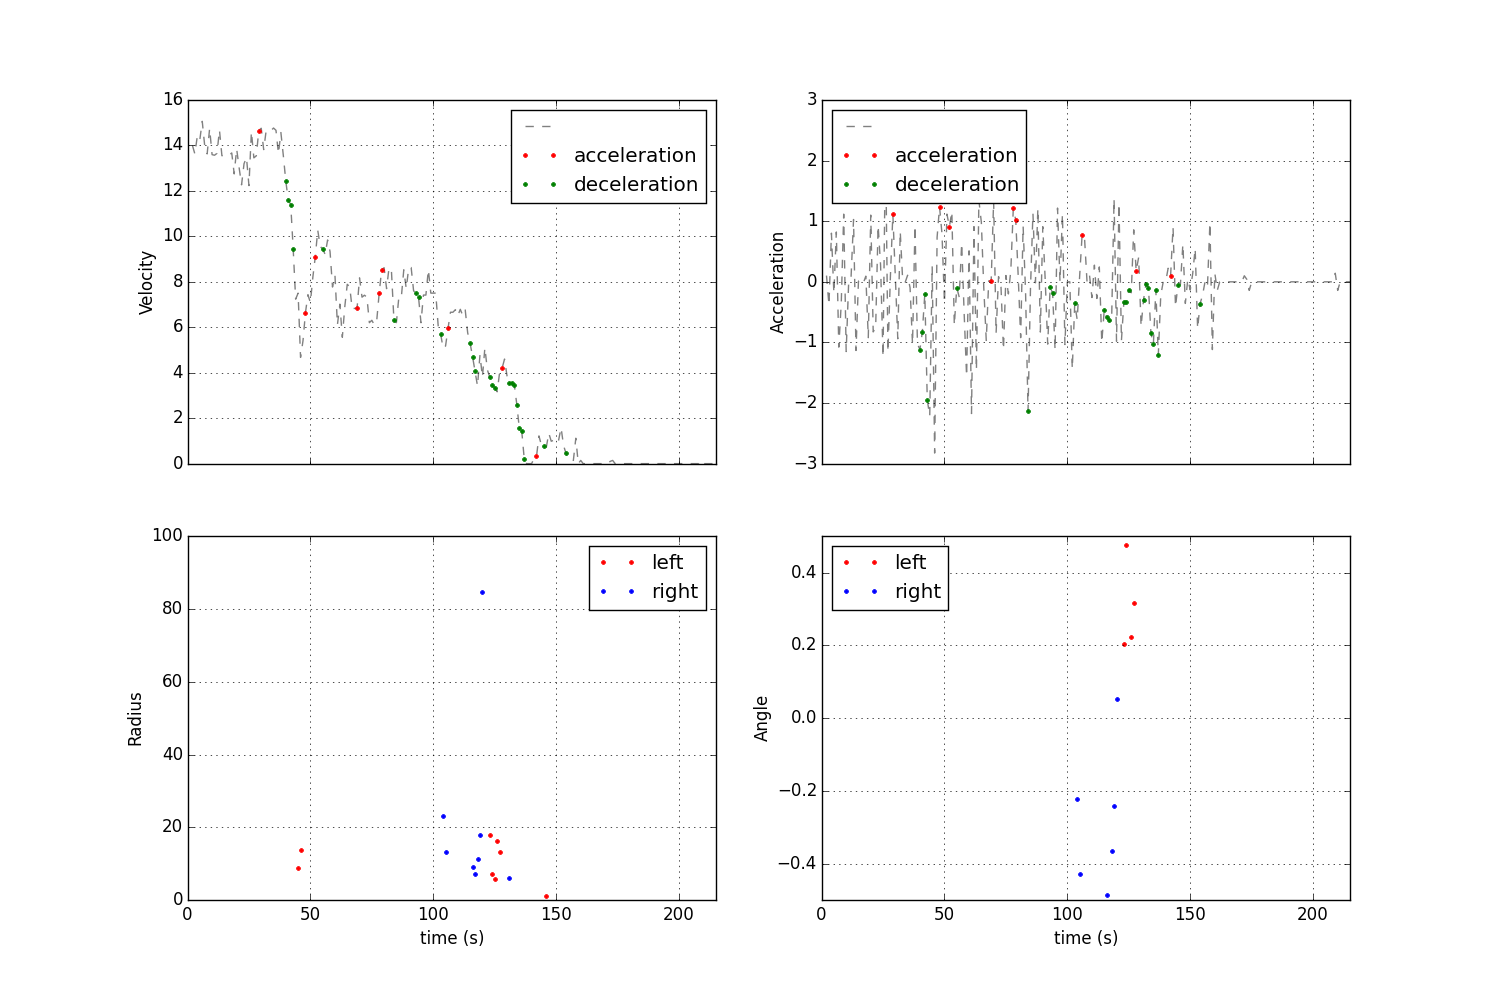 16
14
12
10
8
6
4
2
0
Velocity
acceleration
deceleration
3
2
1
0
−1
−2
−3
Acceleration
acceleration
deceleration
100
80
60
40
20
0
Radius
left
right
0 50 100 150 200
time (s)
0.4
0.2
0.0
−0.2
−0.4
Angle
left
right
0 50 100 150 200
time (s)